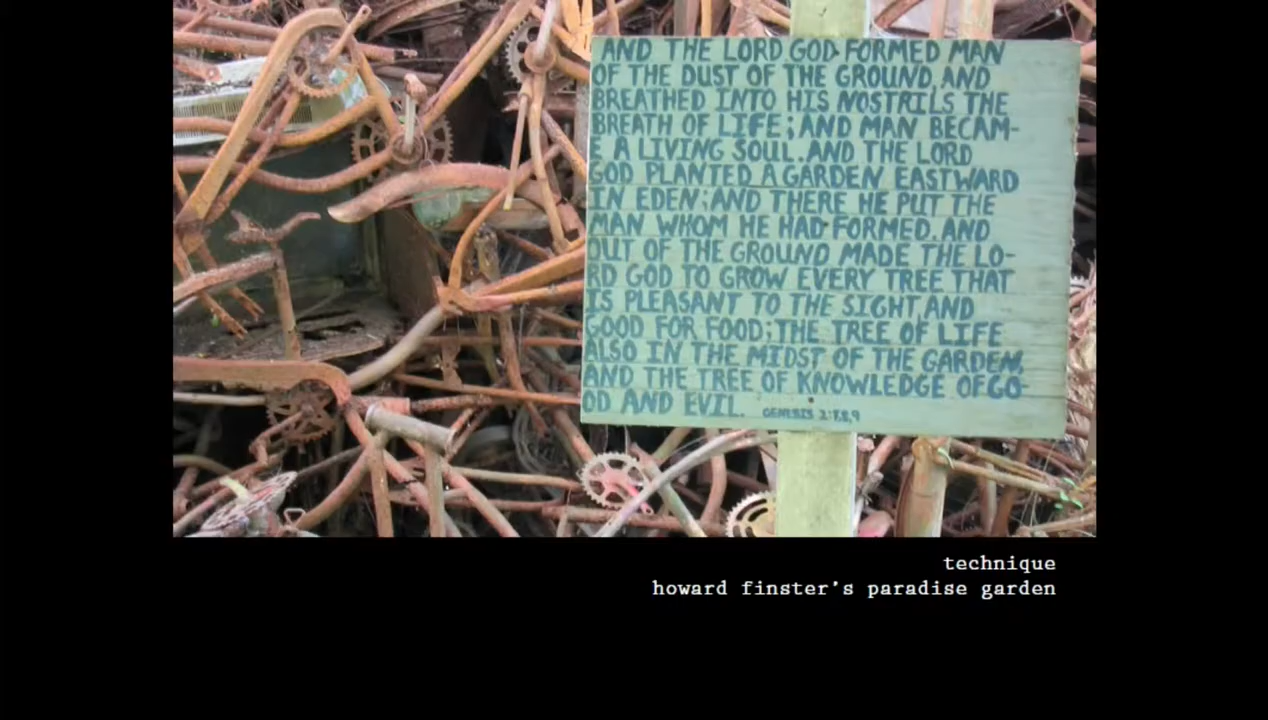 AND THE LORD GOD FORMED MAN
OF THE DUST OF THE GROUND, AND
BREATHED INTO HIS NOSTRILS THE
BREATH OF LIFE; AND MAN BECAM-
A LIVING SOUL. AND THE LORD
GOD PLANTED A GARDEN EASTWARD
IN EDEN; AND THERE HE PUT THE
MAN WHOM HE HAD FORMED. AND
OUT OF THE GROUND MADE THE LO-
RD GOD TO GROW EVERY TREE THAT
IS PLEASANT TO THE SIGHT, AND
GOOD FOR FOOD; THE TREE OF LIFE
ALSO IN THE MIDST OF THE GARDEN,
AND THE TREE OF KNOWLEDGE OF GO-
OD AND EVIL. GENESIS 2:7,8,9
technique
howard finster's paradise garden